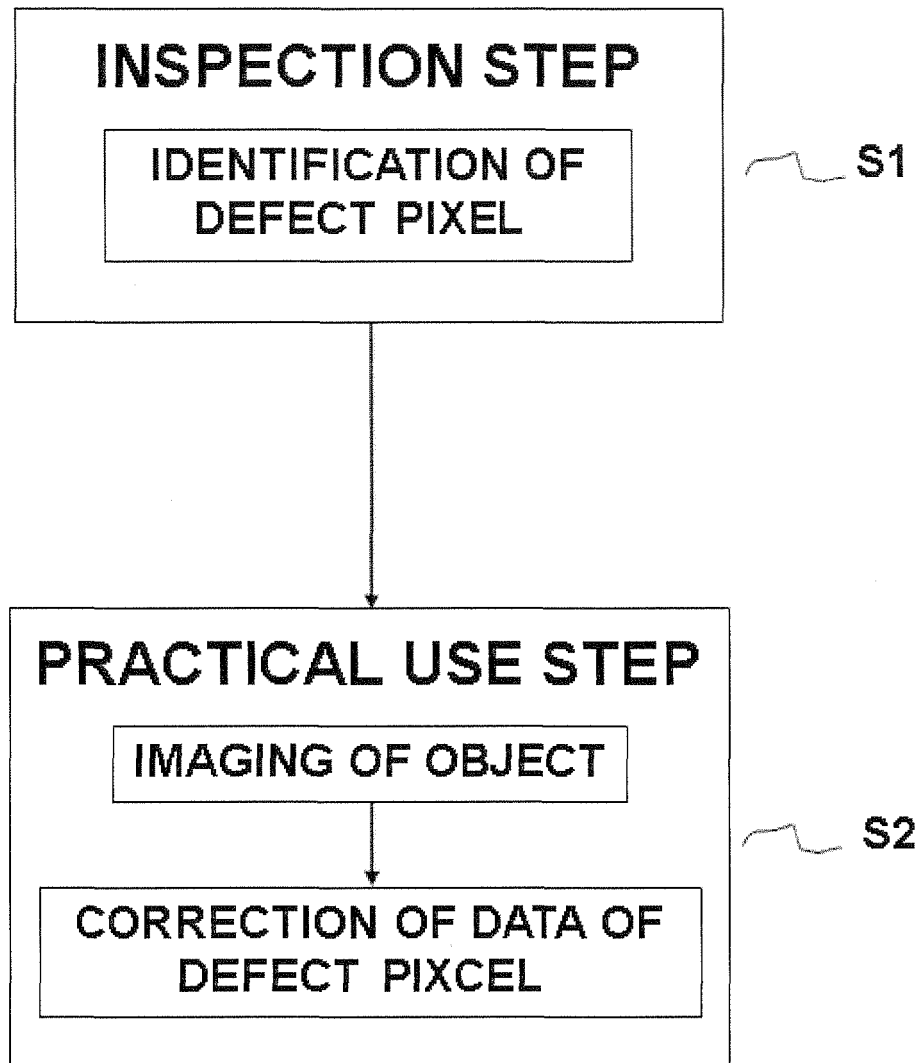 INSPECTION STEP
IDENTIFICATION OF
DEFECT PIXEL
S1
PRACTICAL USE STEP
IMAGING OF OBJECT
S2
CORRECTION OF DATA OF
DEFECT PIXCEL